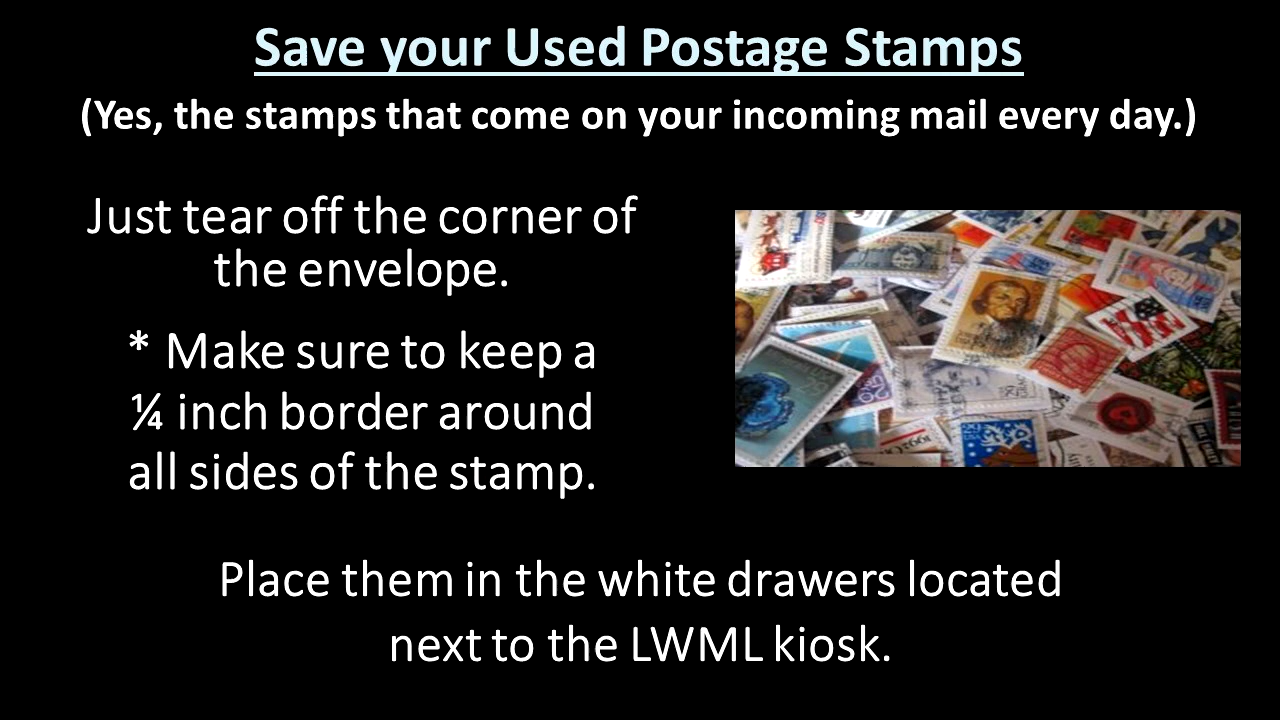 Save your Used Postage Stamps
(Yes, the stamps that come on your incoming mail every day.)
Just tear off the corner of
the envelope.
* Make sure to keep a
¼ inch border around
all sides of the stamp.
Place them in the white drawers located
next to the LWML kiosk.